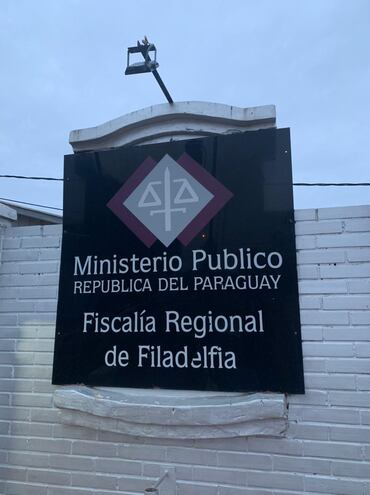 Ministerio Publico
REPUBLICA DEL PARAGUAY
Fiscalía Regional
de Filadelfia